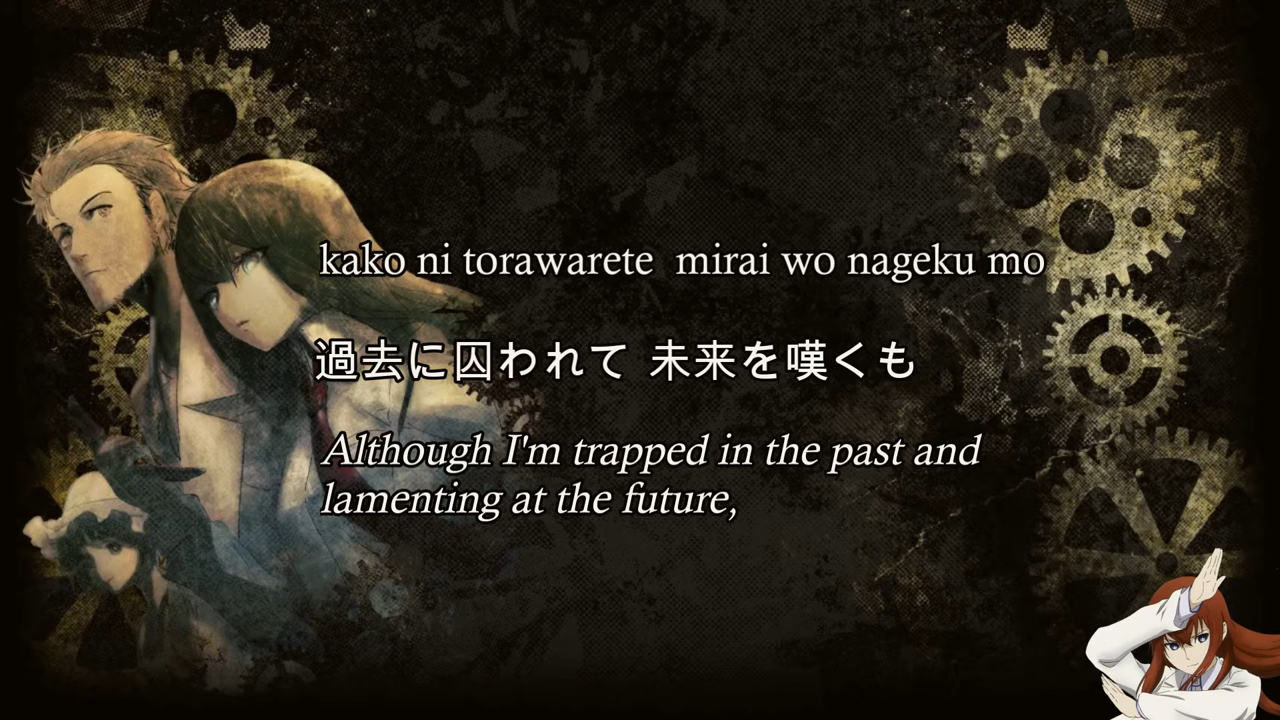 kako ni torawarete  mirai wo nageku mo
過去に囚われて 未来を嘆くも
Although I'm trapped in the past and
lamenting at the future,